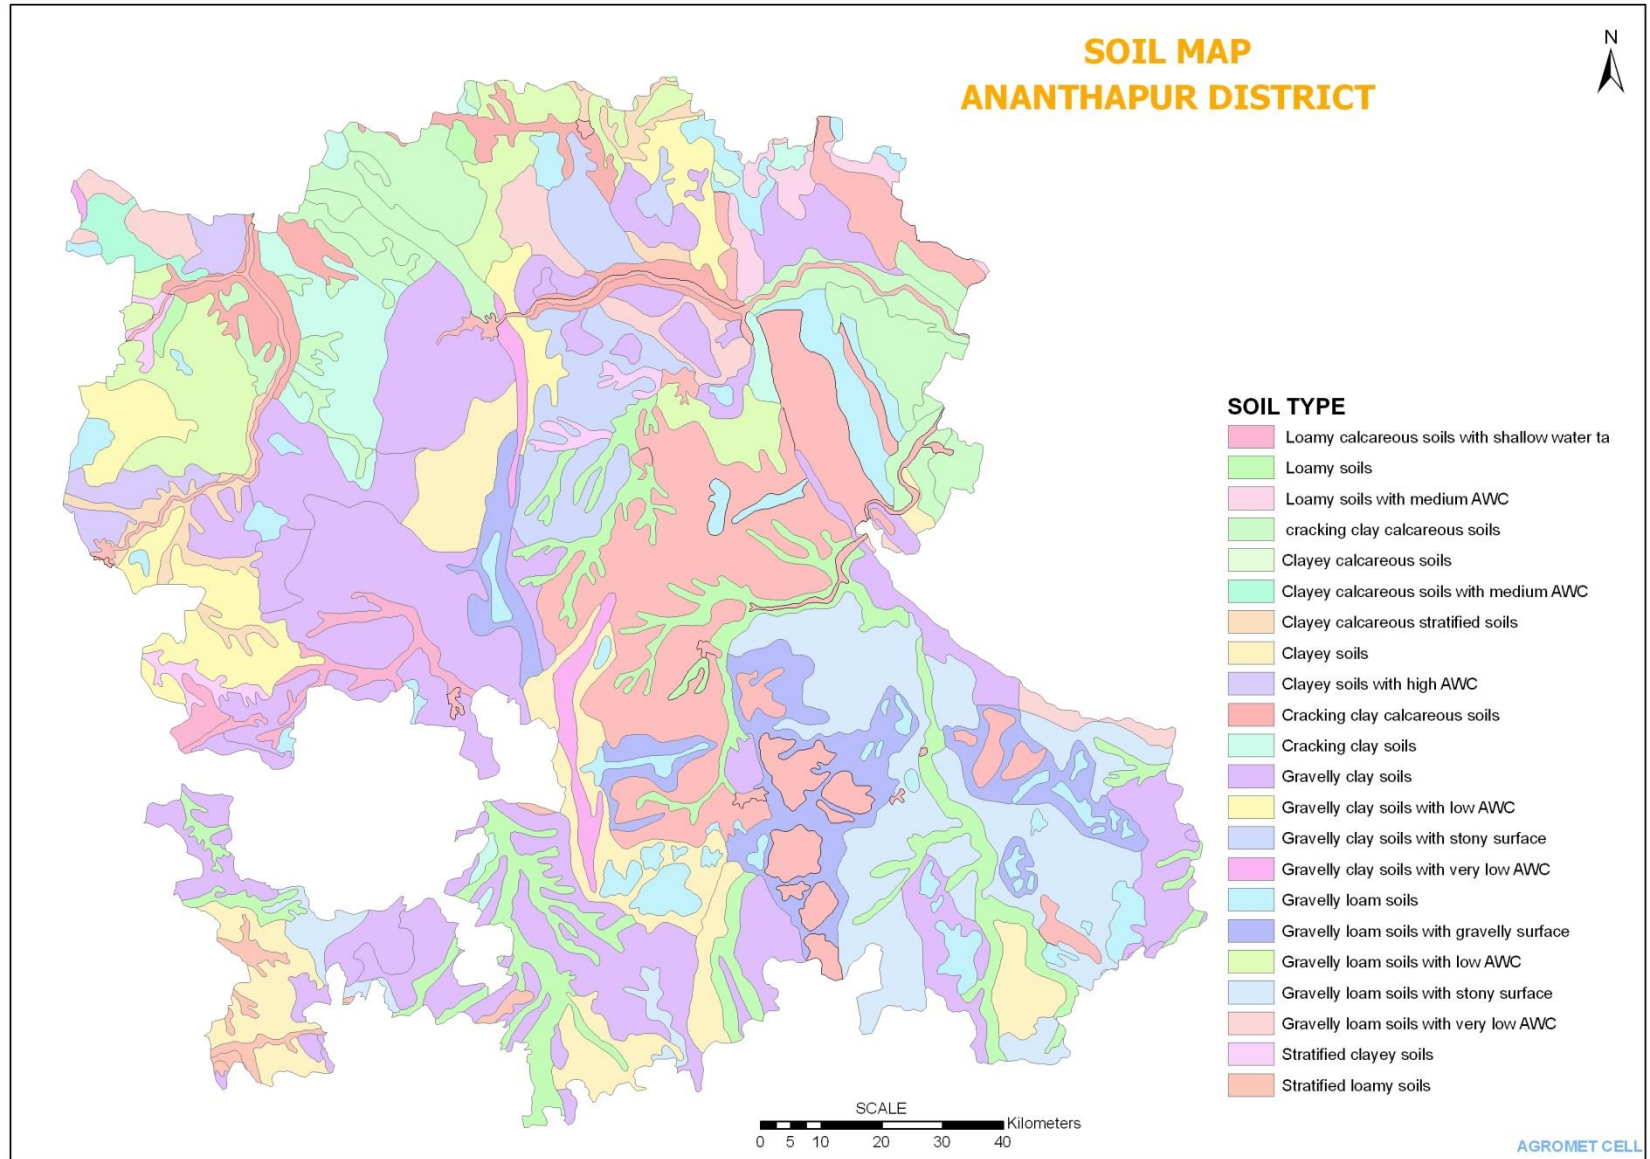 SOIL MAP
ANANTHAPUR DISTRICT
N
SOIL TYPE
Loamy calcareous soils with shallow water ta
Loamy soils
Loamy soils with medium AWC
cracking clay calcareous soils
Clayey calcareous soils
Clayey calcareous soils with medium AWC
Clayey calcareous stratified soils
Clayey soils
Clayey soils with high AWC
Cracking clay calcareous soils
Cracking clay soils
Gravelly clay soils
Gravelly clay soils with low AWC
Gravelly clay soils with stony surface
Gravelly clay soils with very low AWC
Gravelly loam soils
Gravelly loam soils with gravelly surface
Gravelly loam soils with low AWC
Gravelly loam soils with stony surface
Gravelly loam soils with very low AWC
Stratified clayey soils
Stratified loamy soils
SCALE
Kilometers
0 5 10 20 30 40
AGROMET CELL